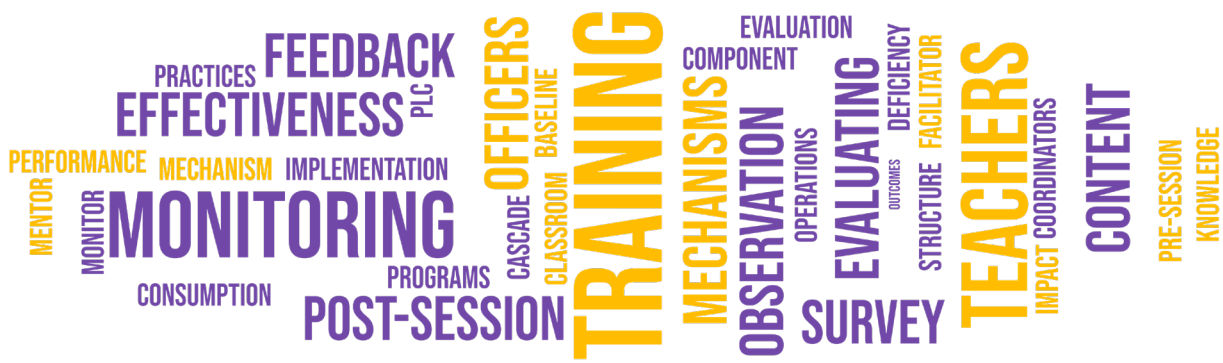 FEEDBACK
PRACTICES
EFFECTIVENESS
PLC
PERFORMANCE
MECHANISM
IMPLEMENTATION
MENTOR
MONITOR
MONITORING
PROGRAMS
CONSUMPTION
POST-SESSION
OFFICERS
BASELINE
CASCADE
CLASSROOM
TRAINING
EVALUATION
COMPONENT
MECHANISMS
OBSERVATION
OPERATIONS
EVALUATING
DEFICIENCY
OUTCOMES
FACILITATOR
STRUCTURE
SURVEY
TEACHERS
COORDINATORS
IMPACT
CONTENT
PRE-SESSION
KNOWLEDGE